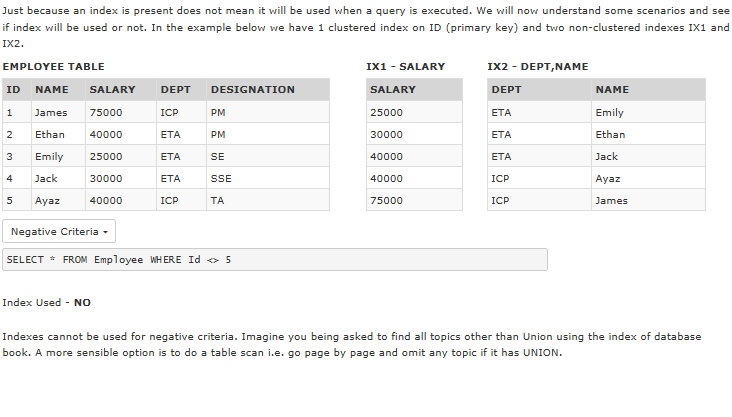 Just because an index is present does not mean it will be used when a query is executed. We will now understand some scenarios and see
if index will be used or not. In the example below we have 1 clustered index on ID (primary key) and two non-clustered indexes IX1 and
IX2.
EMPLOYEE TABLE
ID NAME SALARY DEPT DESIGNATION
1 James 75000 ICP PM
2 Ethan 40000 ETA PM
3 Emily 25000 ETA SE
4 Jack 30000 ETA SSE
5 Ayaz 40000 ICP TA
IX1 - SALARY
SALARY
25000
30000
40000
40000
75000
IX2 - DEPT,NAME
DEPT NAME
ETA Emily
ETA Ethan
ETA Jack
ICP Ayaz
ICP James
Negative Criteria
SELECT * FROM Employee WHERE Id <> 5
Index Used - NO
Indexes cannot be used for negative criteria. Imagine you being asked to find all topics other than Union using the index of database
book. A more sensible option is to do a table scan i.e. go page by page and omit any topic if it has UNION.